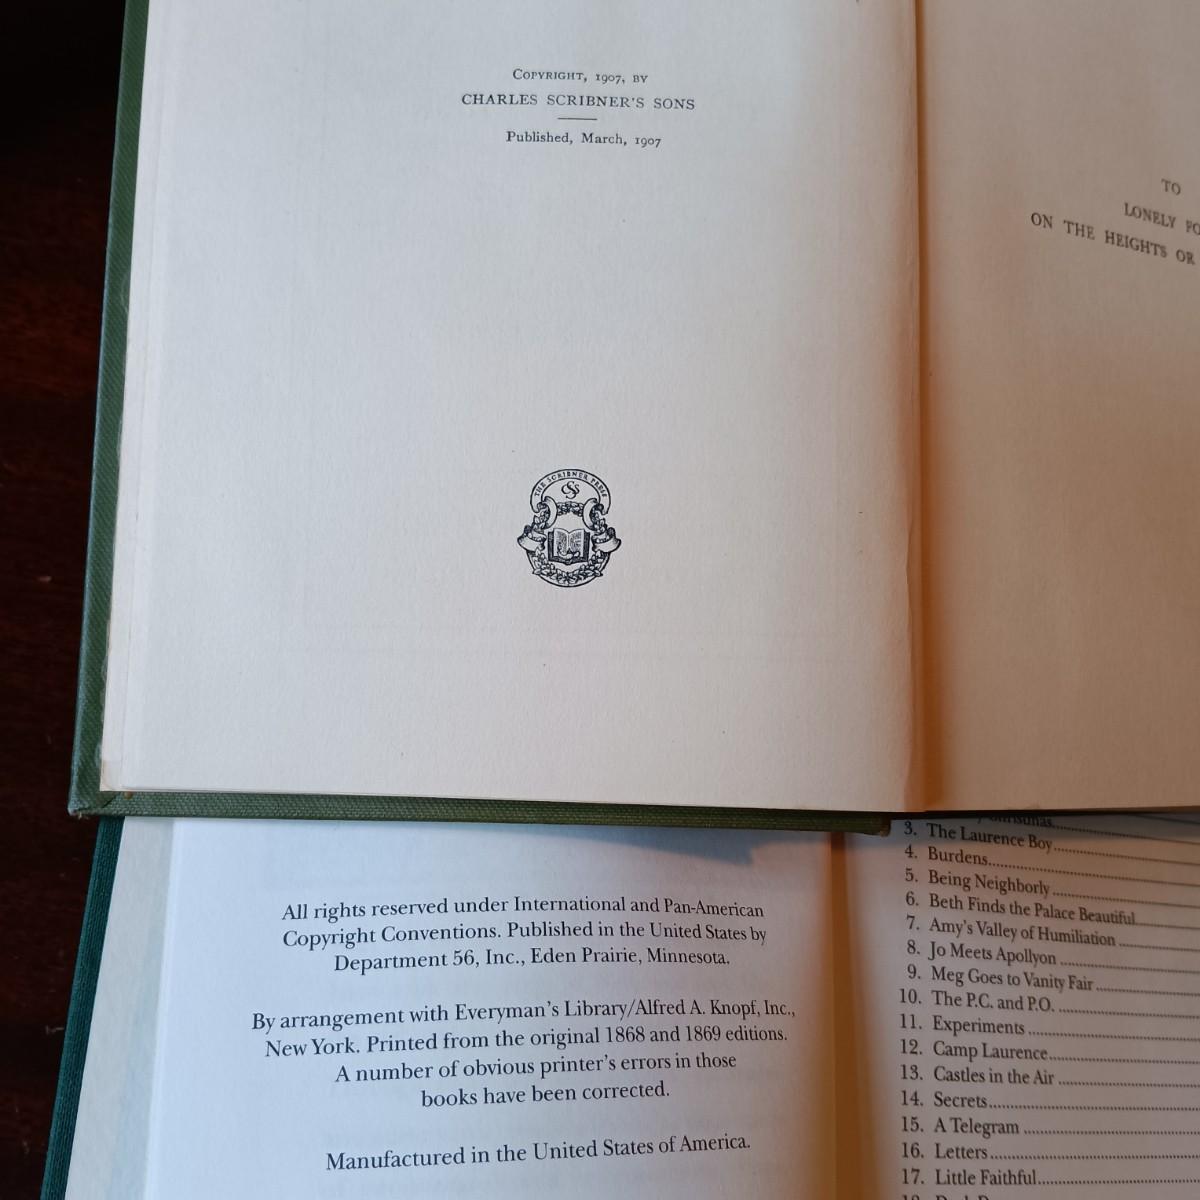 COPYRIGHT, 1907, BY
CHARLES SCRIBNER'S SONS
Published, March, 1907
THE SCRIBNER PRESS
CSS
TO
LONELY
ON THE HEIGHTS OR
All rights reserved under International and Pan-American
Copyright Conventions. Published in the United States by
Department 56, Inc., Eden Prairie, Minnesota.
By arrangement with Everyman's Library/Alfred A. Knopf, Inc.,
New York. Printed from the original 1868 and 1869 editions.
A number of obvious printer's errors in those
books have been corrected.
Manufactured in the United States of America.
3. The Laurence Boy
4. Burdens
5. Being Neighborly
6. Beth Finds the Palace Beautiful
7. Amy's Valley of Humiliation
8. Jo Meets Apollyon
9. Meg Goes to Vanity Fair
10. The P.C. and P.O.
11. Experiments
12. Camp Laurence
13. Castles in the Air
14. Secrets
15. A Telegram
16. Letters
17. Little Faithful